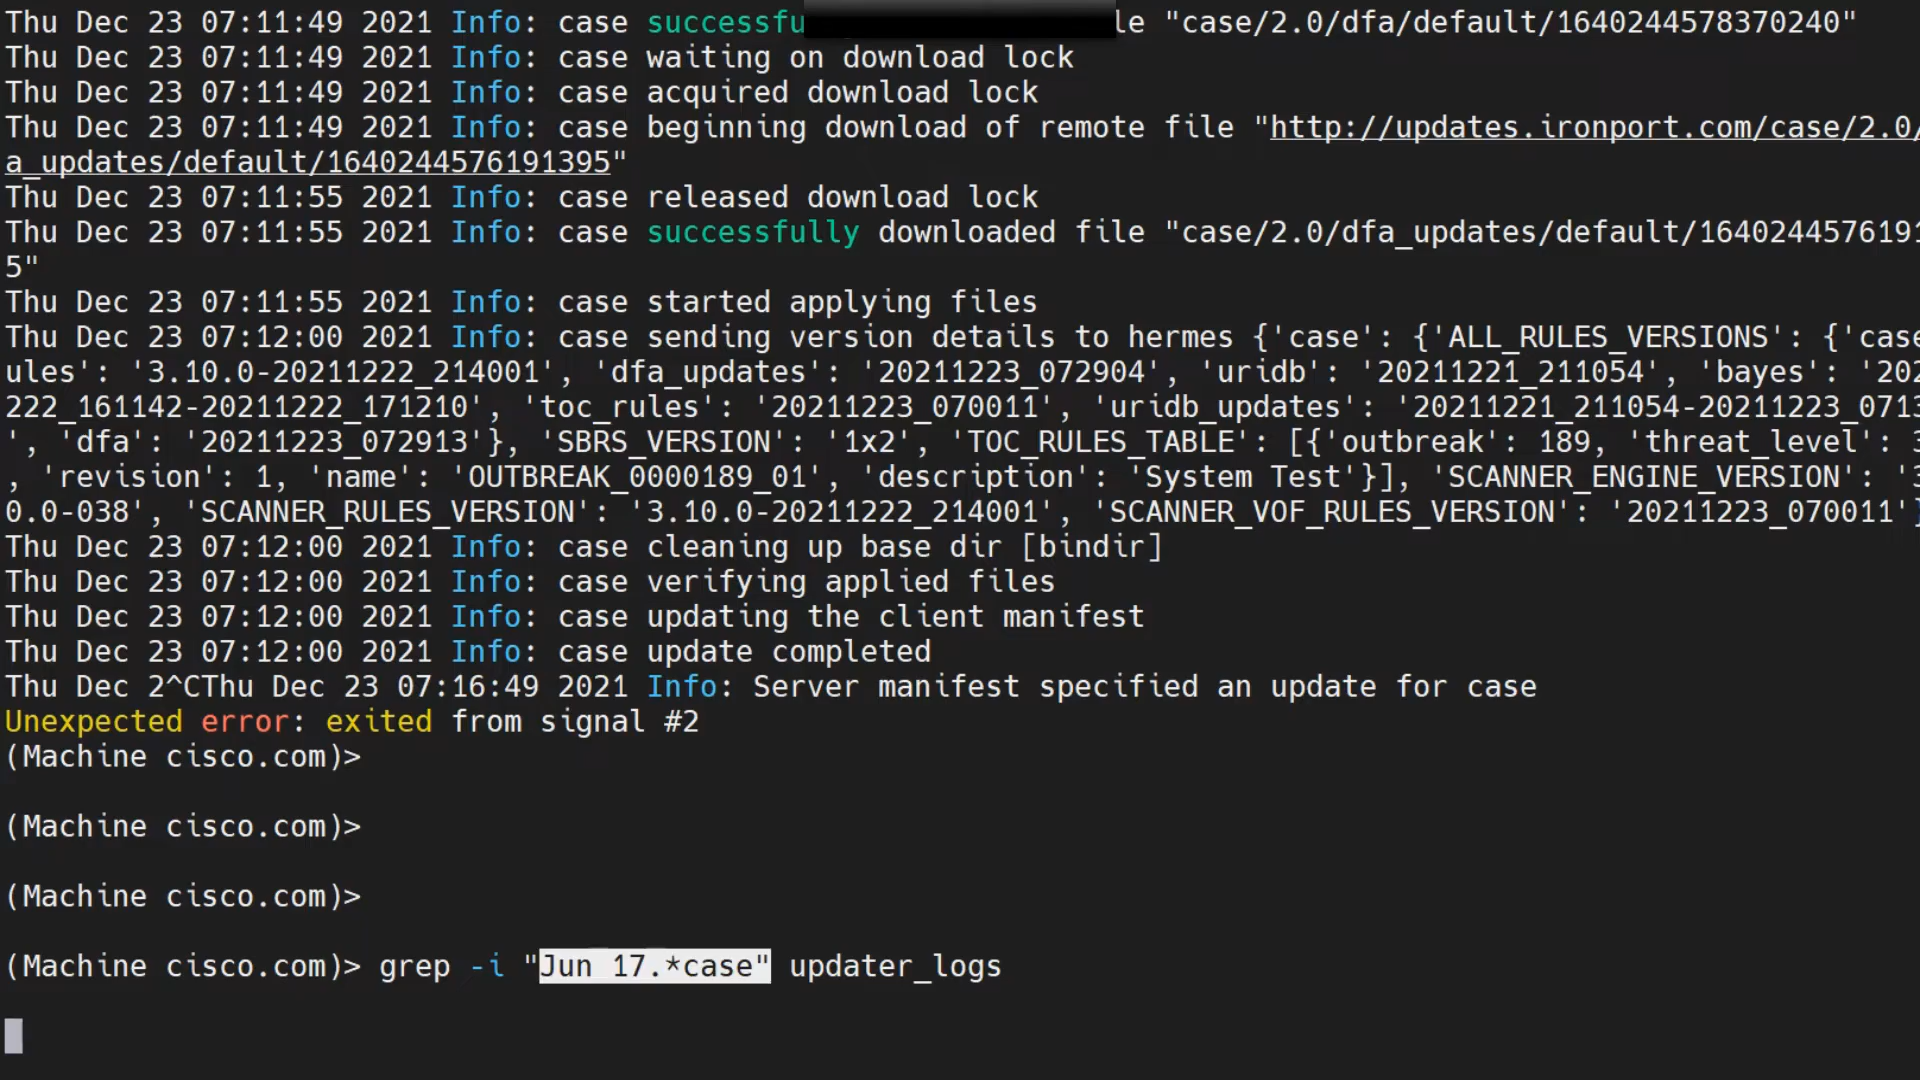 Thu Dec 23 07:11:49 2021 Info: case successfu le "case/2.0/dfa/default/1640244578370240"
Thu Dec 23 07:11:49 2021 Info: case waiting on download lock
Thu Dec 23 07:11:49 2021 Info: case acquired download lock
Thu Dec 23 07:11:49 2021 Info: case beginning download of remote file "http://updates.ironport.com/case/2.0/
a_updates/default/1640244576191395"
Thu Dec 23 07:11:55 2021 Info: case released download lock
Thu Dec 23 07:11:55 2021 Info: case successfully downloaded file "case/2.0/dfa_updates/default/164024457619
5"
Thu Dec 23 07:11:55 2021 Info: case started applying files
Thu Dec 23 07:12:00 2021 Info: case sending version details to hermes {'case': {'ALL_RULES_VERSIONS': {'case
ules': '3.10.0-20211222_214001', 'dfa_updates': '20211223_072904', 'uridb': '20211221_211054', 'bayes': '202
222_161142-20211222_171210', 'toc_rules': '20211223_070011', 'uridb_updates': '20211221_211054-20211223_0713
', 'dfa': '20211223_072913'}, 'SBRS_VERSION': '1x2', 'TOC_RULES_TABLE': [{'outbreak': 189, 'threat_level': 3
, 'revision': 1, 'name': 'OUTBREAK_0000189_01', 'description': 'System Test'}], 'SCANNER_ENGINE_VERSION': '3
0.0-038', 'SCANNER_RULES_VERSION': '3.10.0-20211222_214001', 'SCANNER_VOF_RULES_VERSION': '20211223_070011'}
Thu Dec 23 07:12:00 2021 Info: case cleaning up base dir [bindir]
Thu Dec 23 07:12:00 2021 Info: case verifying applied files
Thu Dec 23 07:12:00 2021 Info: case updating the client manifest
Thu Dec 23 07:12:00 2021 Info: case update completed
Thu Dec 2^CThu Dec 23 07:16:49 2021 Info: Server manifest specified an update for case
Unexpected error: exited from signal #2
(Machine cisco.com)>
(Machine cisco.com)>
(Machine cisco.com)>
(Machine cisco.com)> grep -i "Jun 17.*case" updater_logs